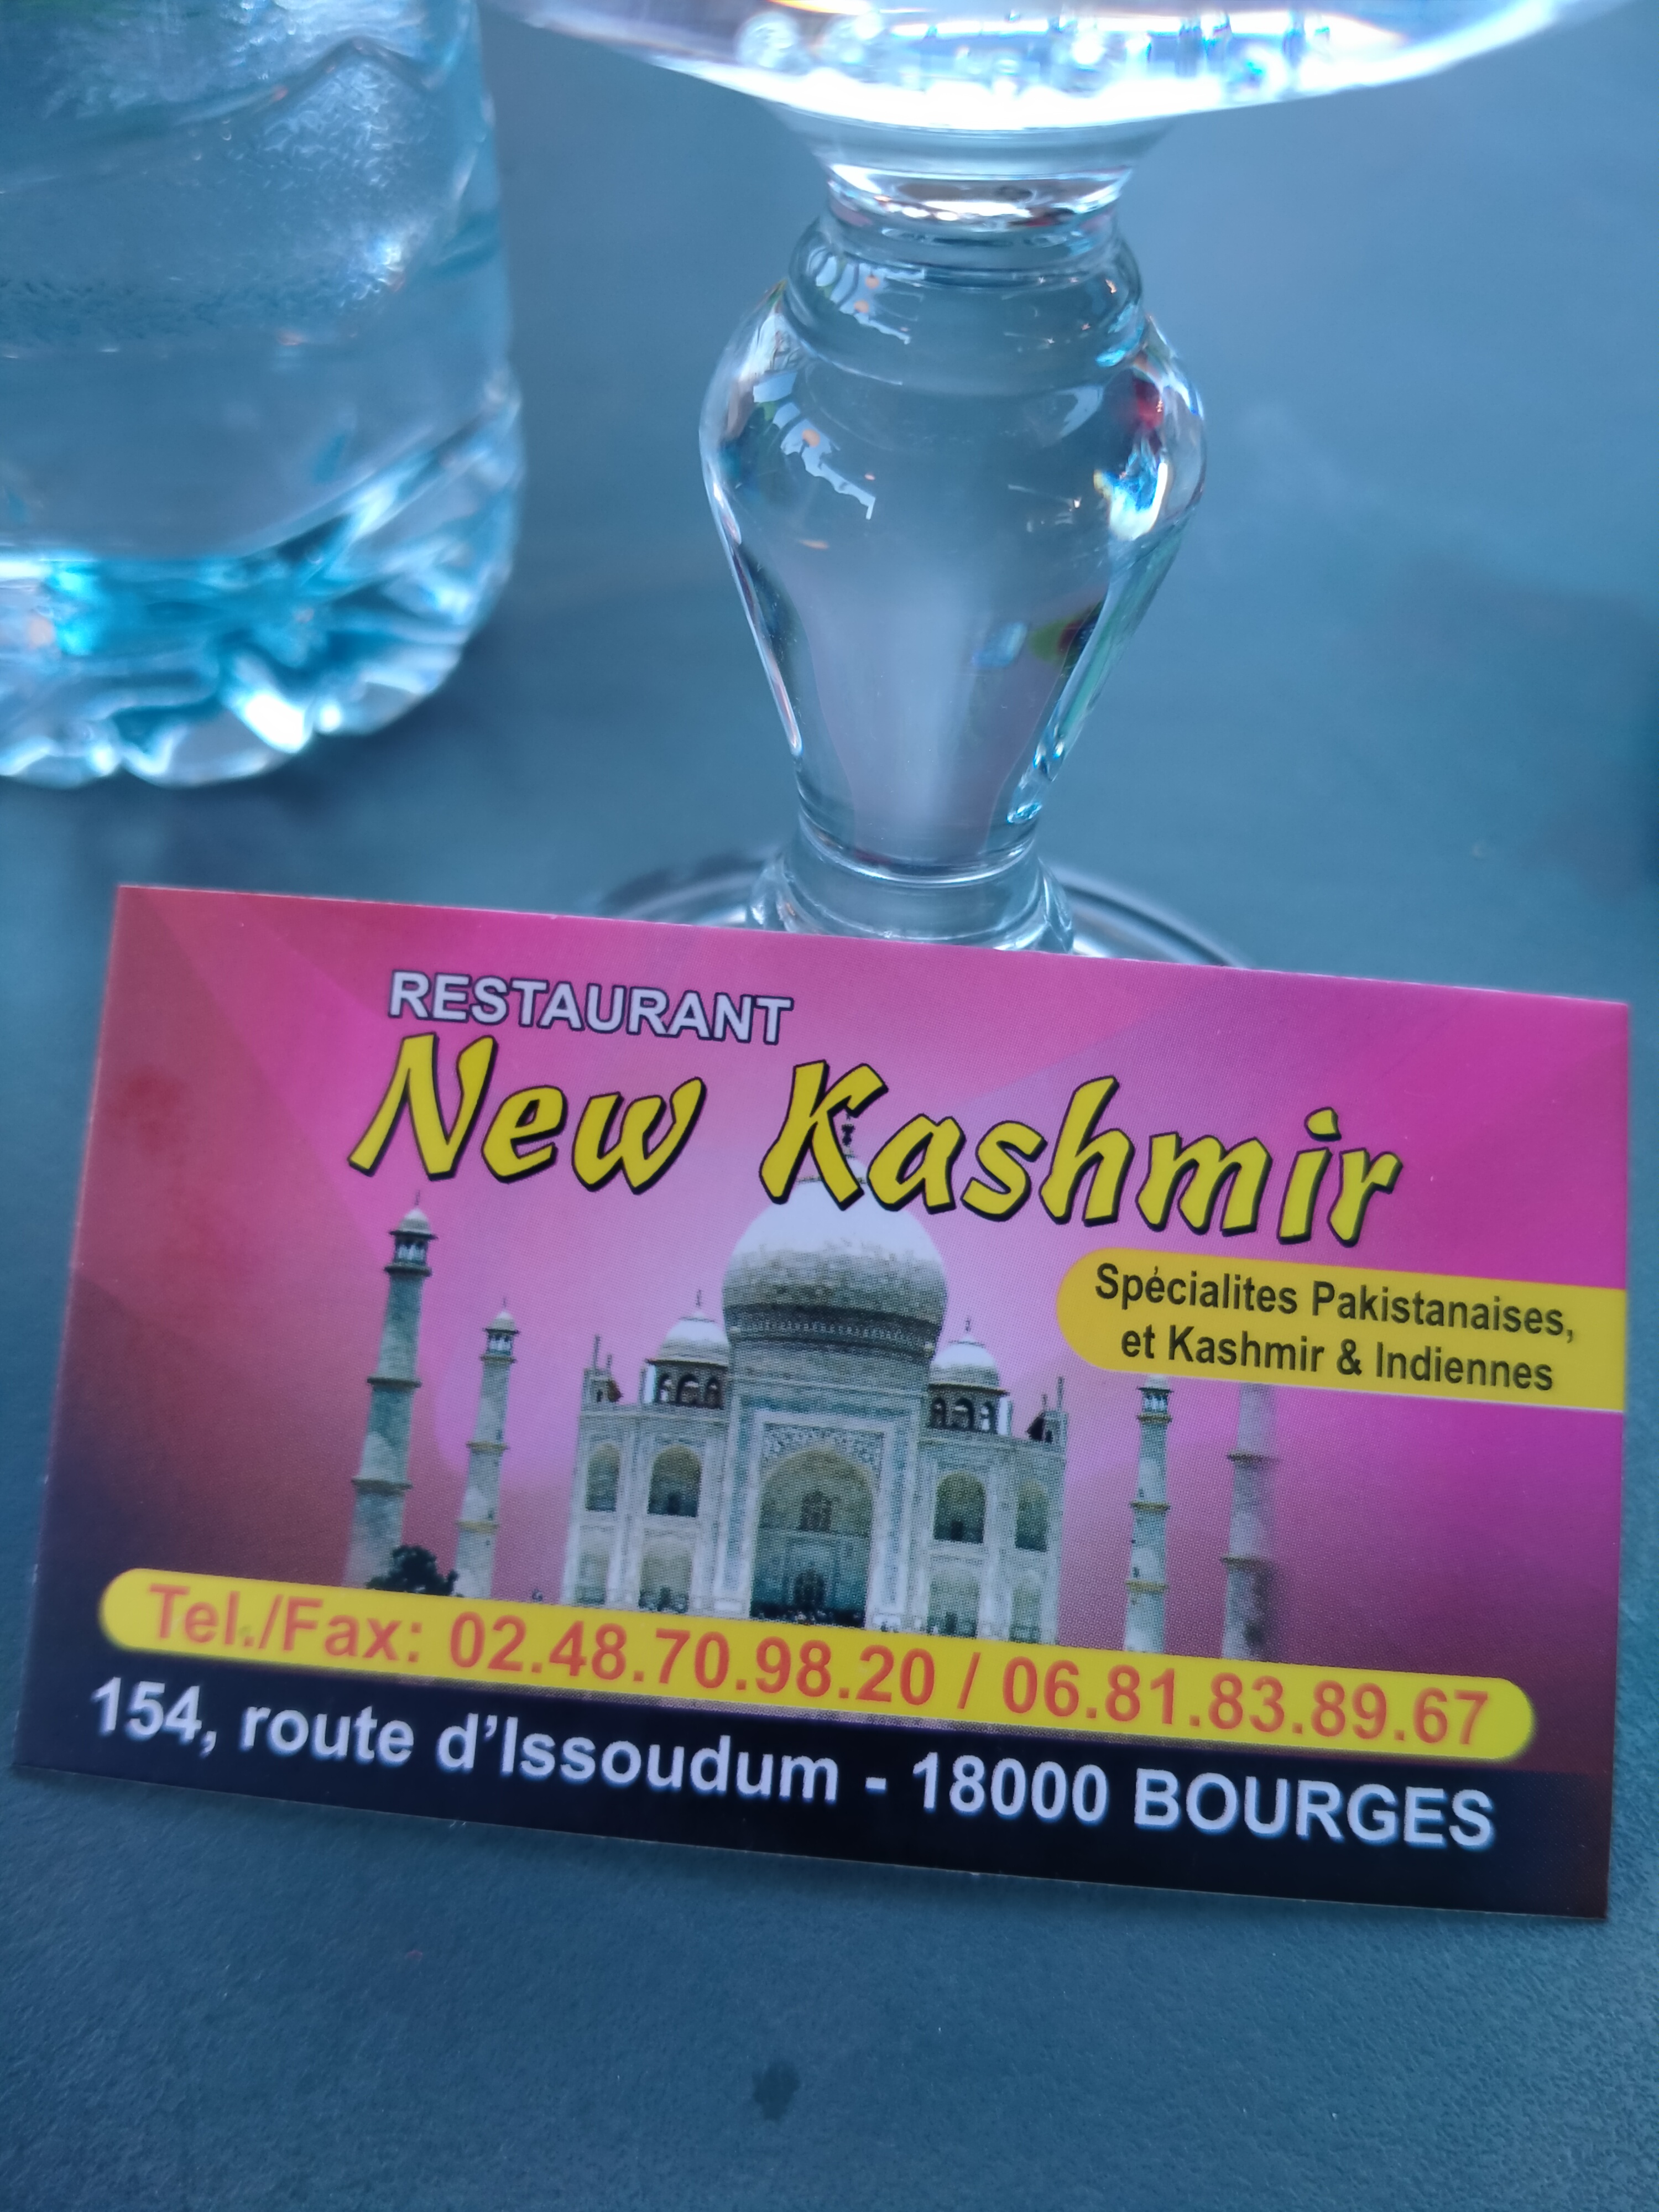 RESTAURANT
New Kashmir
Spécialites Pakistanaises,
et Kashmir & Indiennes
Tel./Fax: 02.48.70.98.20 / 06.81.83.89.67
154, route d’Issoudum - 18000 BOURGES